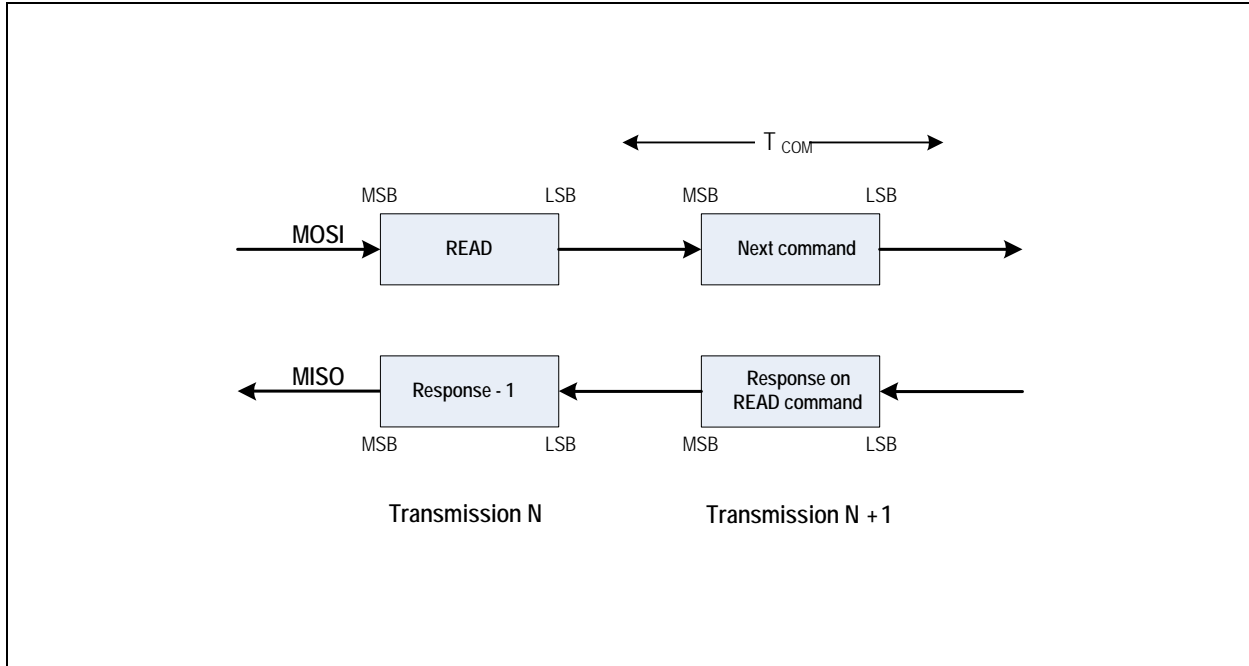 T COM
MSB LSB MSB LSB
MOSI READ Next command
MISO Response - 1 Response on
READ command
MSB LSB MSB LSB
Transmission N Transmission N + 1